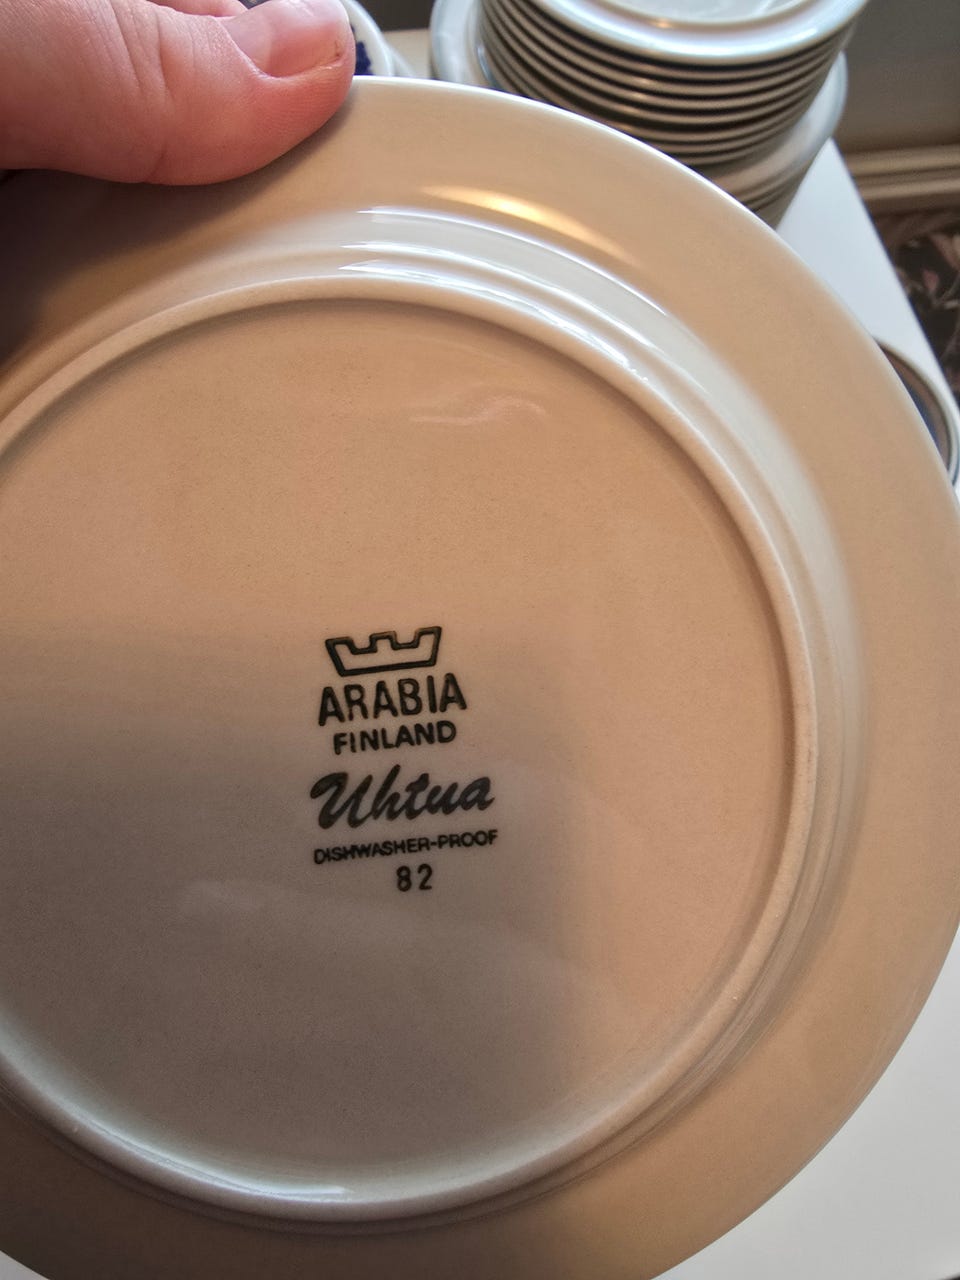 ARABIA
FINLAND
Uhtua
DISHWASHER-PROOF
82